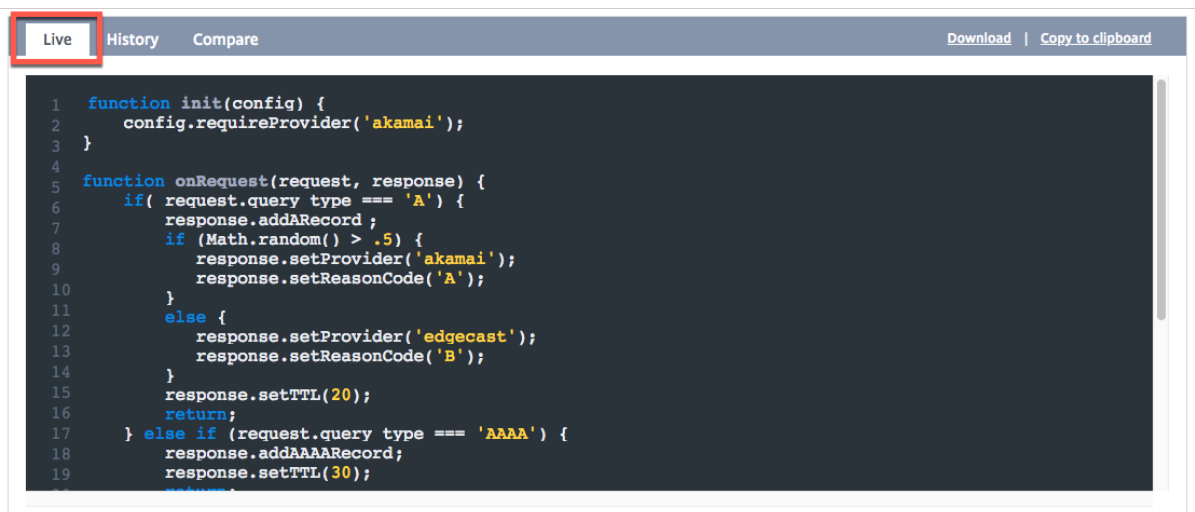 Live History Compare Download | Copy to clipboard
1 function init(config) {
2 config.requireProvider('akamai');
3 }
4
5 function onRequest(request, response) {
6 if( request.query type === 'A') {
7 response.addARecord ;
8 if (Math.random() > .5) {
9 response.setProvider('akamai');
10 response.setReasonCode('A');
11 }
12 else {
13 response.setProvider('edgecast');
14 response.setReasonCode('B');
15 }
16 response.setTTL(20);
17 return;
18 } else if (request.query type === 'AAAA') {
19 response.addAAAARecord;
response.setTTL(30);